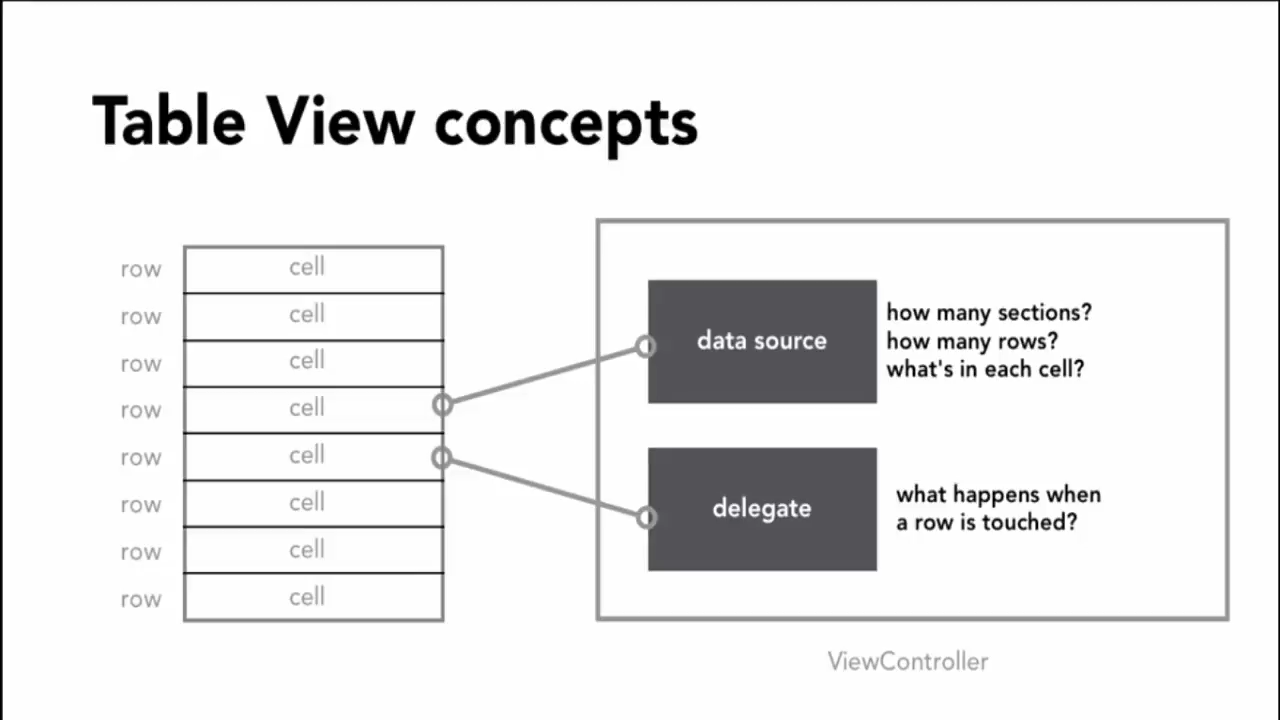 Table View concepts
row cell
row cell
row cell
row cell
row cell
row cell
row cell
row cell
data source
how many sections?
how many rows?
what's in each cell?
delegate
what happens when
a row is touched?
ViewController